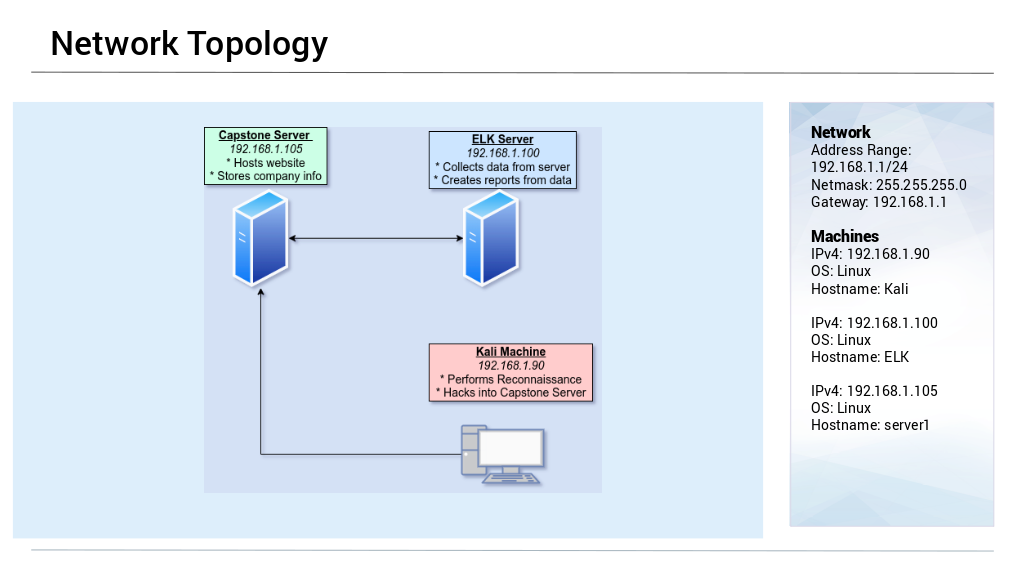 Network Topology
Capstone Server
192.168.1.105
* Hosts website
* Stores company info
ELK Server
192.168.1.100
* Collects data from server
* Creates reports from data
Kali Machine
192.168.1.90
* Performs Reconnaissance
* Hacks into Capstone Server
Network
Address Range:
192.168.1.1/24
Netmask: 255.255.255.0
Gateway: 192.168.1.1
Machines
IPv4: 192.168.1.90
OS: Linux
Hostname: Kali
IPv4: 192.168.1.100
OS: Linux
Hostname: ELK
IPv4: 192.168.1.105
OS: Linux
Hostname: server1